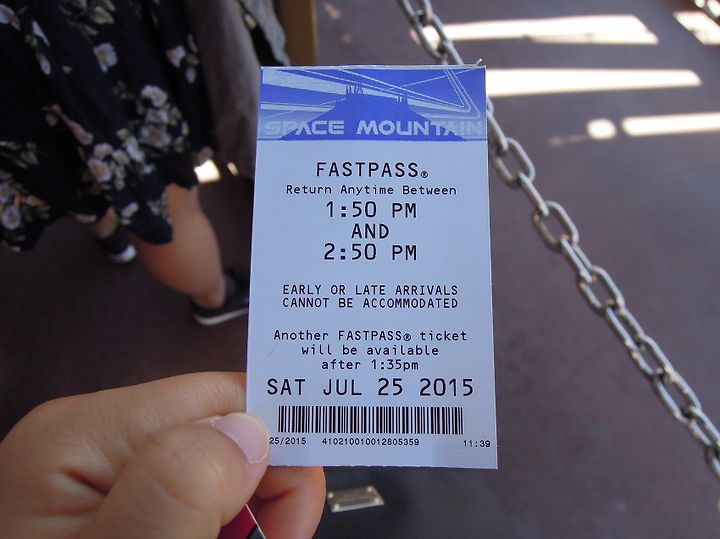 SPACE MOUNTAIN
FASTPASS®
Return Anytime Between
1:50 PM
AND
2:50 PM
EARLY OR LATE ARRIVALS
CANNOT BE ACCOMMODATED
Another FASTPASS® ticket
will be available
after 1:35pm
SAT JUL 25 2015
25/2015 410210010012805359 11:39